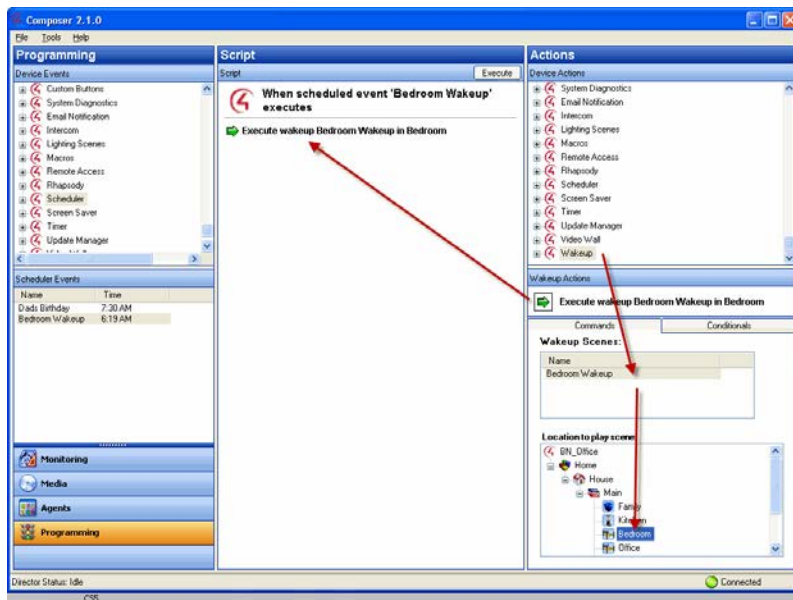 Composer 2.1.0
File Tools Help
Programming
Device Events
Custom Buttons
System Diagnostics
Email Notification
Intercom
Lighting Scenes
Macros
Remote Access
Rhapsody
Scheduler
Screen Saver
Timer
Update Manager
Video Wall
Scheduler Events
Name Time
Dads Birthday 7:30 AM
Bedroom Wakeup 6:19 AM
Monitoring
Media
Agents
Programming
Script
Script Execute
When scheduled event 'Bedroom Wakeup'
executes
Execute wakeup Bedroom Wakeup in Bedroom
Actions
Device Actions
System Diagnostics
Email Notification
Intercom
Lighting Scenes
Macros
Remote Access
Rhapsody
Scheduler
Screen Saver
Timer
Update Manager
Video Wall
Wakeup
Wakeup Actions
Execute wakeup Bedroom Wakeup in Bedroom
Commands Conditionals
Wakeup Scenes:
Name
Bedroom Wakeup
Location to play scene
BN_Office
Home
House
Main
Family
Kitchen
Bedroom
Office
Director Status: Idle
Connected
CS5